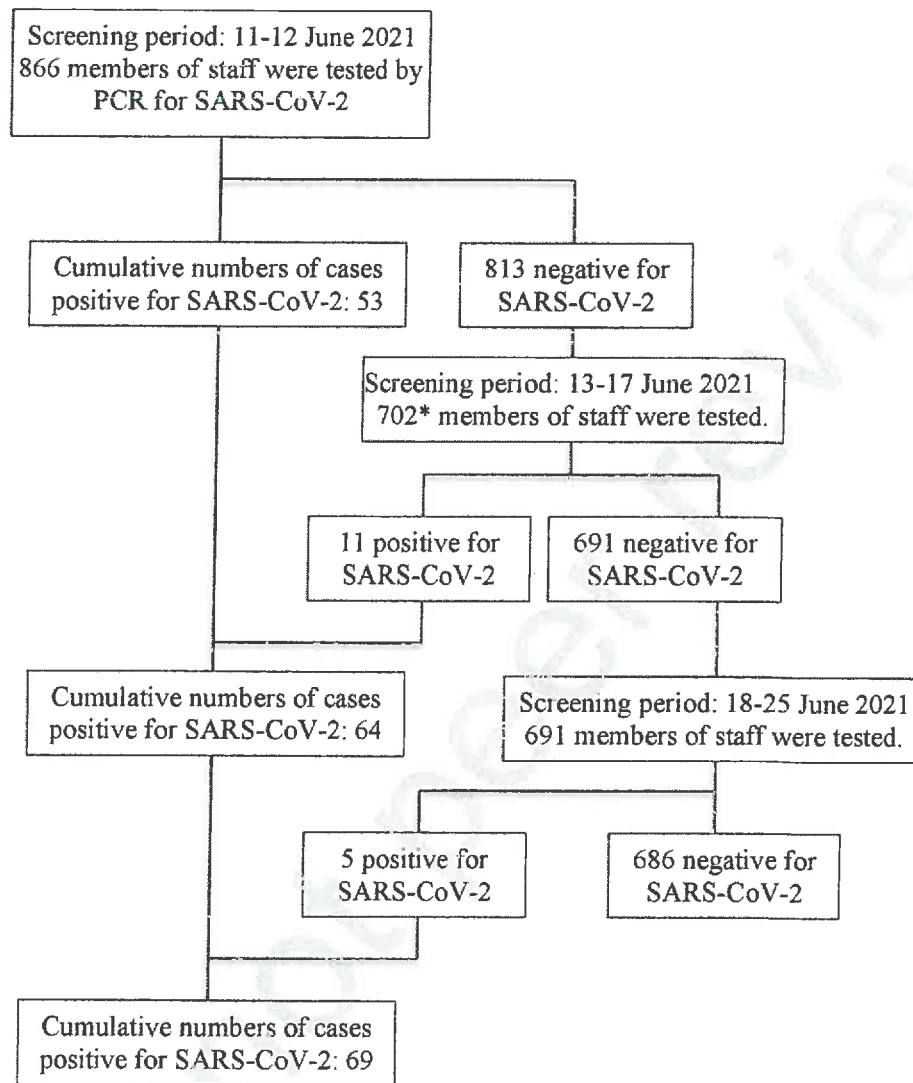 Screening period: 11-12 June 2021
866 members of staff were tested by
PCR for SARS-CoV-2
Cumulative numbers of cases
positive for SARS-CoV-2: 53
813 negative for
SARS-CoV-2
Screening period: 13-17 June 2021
702* members of staff were tested.
11 positive for
SARS-CoV-2
691 negative for
SARS-CoV-2
Cumulative numbers of cases
positive for SARS-CoV-2: 64
Screening period: 18-25 June 2021
691 members of staff were tested.
5 positive for
SARS-CoV-2
686 negative for
SARS-CoV-2
Cumulative numbers of cases
positive for SARS-CoV-2: 69
not peer review